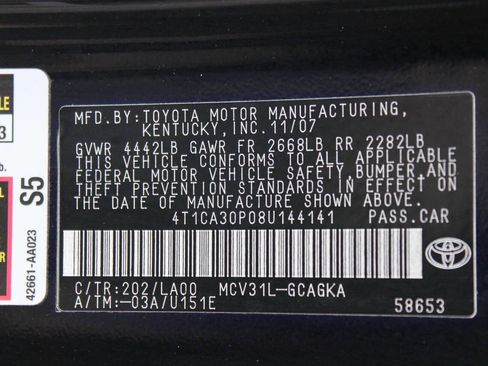 MFD.BY:TOYOTA MOTOR MANUFACTURING,
KENTUCKY, INC.11/07
GVWR 4442LB GAWR FR 2668LB RR 2282LB
THIS VEHICLE CONFORMS TO ALL APPLICABLE
FEDERAL MOTOR VEHICLE SAFETY,BUMPER,AND
THEFT PREVENTION STANDARDS IN EFFECT ON
THE DATE OF MANUFACTURE SHOWN ABOVE.
4T1CA30P08U144141 PASS.CAR
C/TR:202/LA00 MCV31L-GCAGKA
A/TM:-03A/U151E 58653
TOYOTA
3
b.
S5
42661-AA023